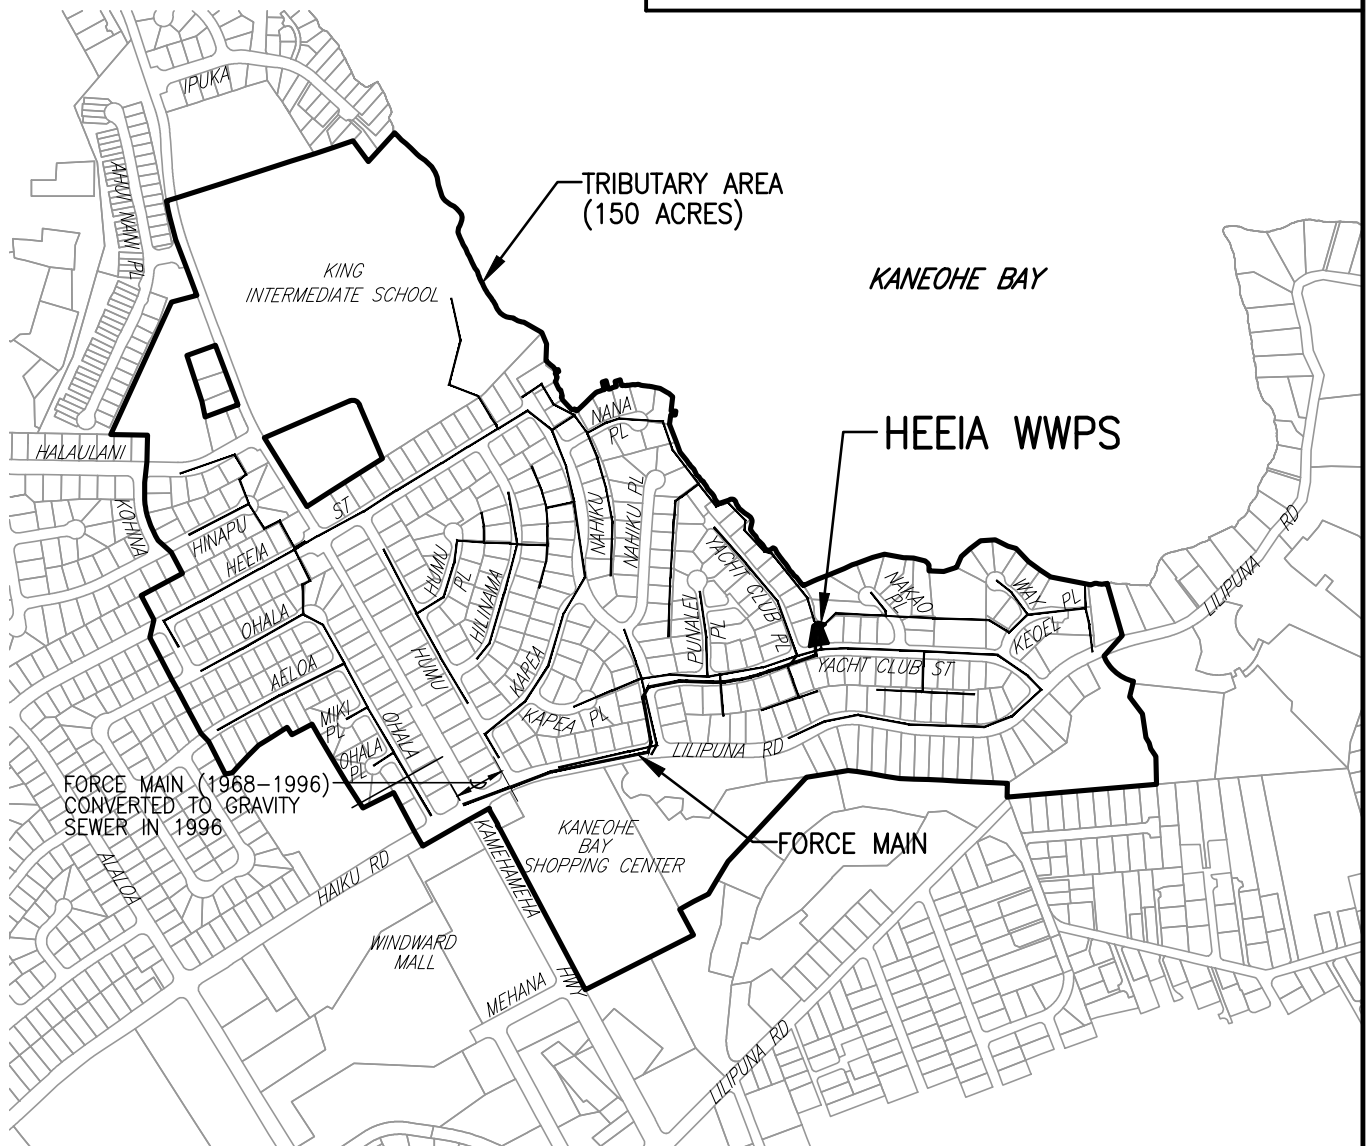 IPUKA
TRIBUTARY AREA
(150 ACRES)
AHUI NANI PL
KING
INTERMEDIATE SCHOOL
KANEOHE BAY
NANA
PL
HEEIA WWPS
HALAULANI
KOHINA
ST
HINAPU
HEEIA
NAHIKU
NAHIKU PL
HUMU
PL
HILINAMA
YACHT CLUB PL
PUNALEU
PL
NAKAO
PL
WAX
PL
KEOEL
LILIPUNA RD
OHALA
AELOA
HUMU
KAPEA
YACHT CLUB ST
MIKI
PL
OHALA
OHALA
PL
KAPEA PL
LILIPUNA RD
FORCE MAIN (1968-1996)
CONVERTED TO GRAVITY
SEWER IN 1996
FORCE MAIN
KANEOHE
BAY
SHOPPING CENTER
KAMEHAMEHA
HWY
ALALOA
HAIKU RD
WINDWARD
MALL
MEHANA
LILIPUNA RD